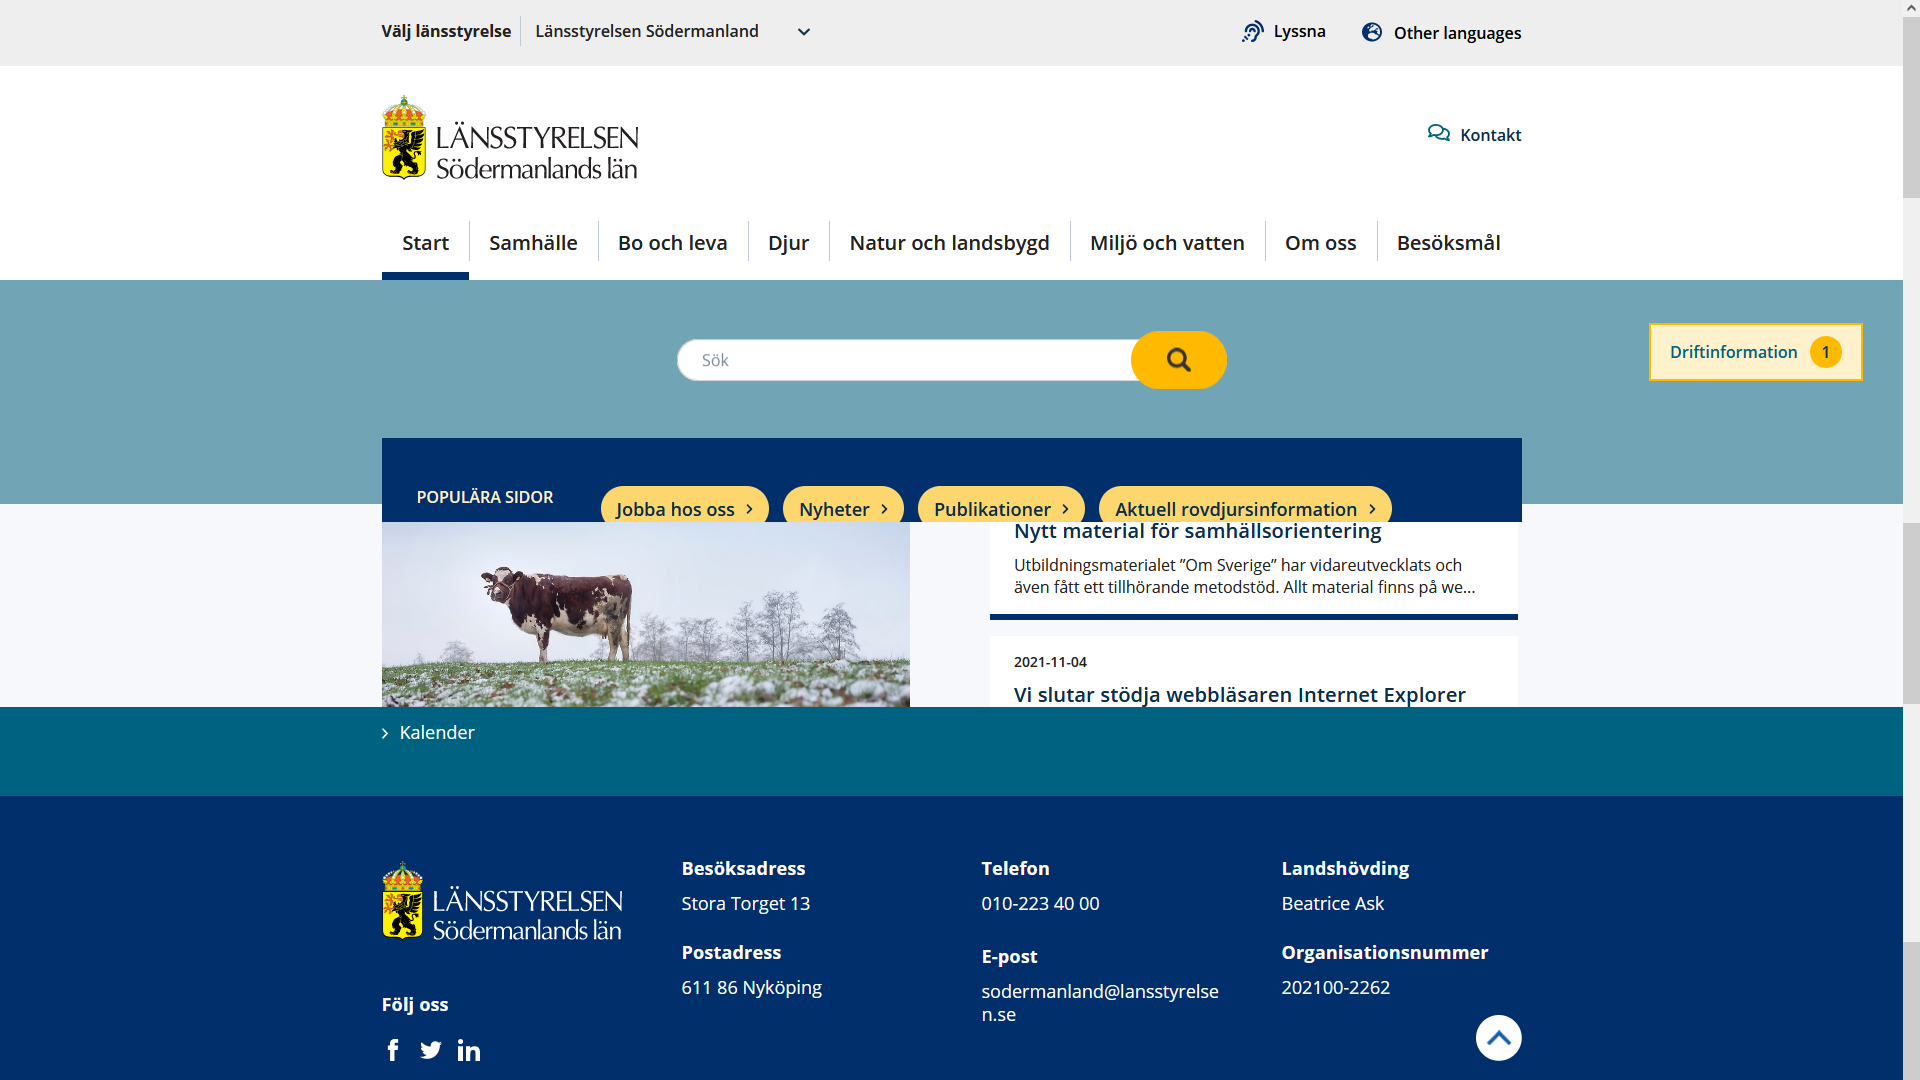 Välj länsstyrelse
Länsstyrelsen Södermanland
Lyssna
Other languages
LÄNSSTYRELSEN
Södermanlands län
Kontakt
Start
Samhälle
Bo och leva
Djur
Natur och landsbygd
Miljö och vatten
Om oss
Besöksmål
Sök
Driftinformation 1
POPULÄRA SIDOR
Jobba hos oss
Nyheter
Publikationer
Aktuell rovdjursinformation
Nytt material för samhällsorientering
Utbildningsmaterialet ”Om Sverige” har vidareutvecklats och
även fått ett tillhörande metodstöd. Allt material finns på we...
2021-11-04
Vi slutar stödja webbläsaren Internet Explorer
Kalender
LÄNSSTYRELSEN
Södermanlands län
Följ oss
Besöksadress
Stora Torget 13
Postadress
611 86 Nyköping
Telefon
010-223 40 00
E-post
sodermanland@lansstyrelse
n.se
Landshövding
Beatrice Ask
Organisationsnummer
202100-2262